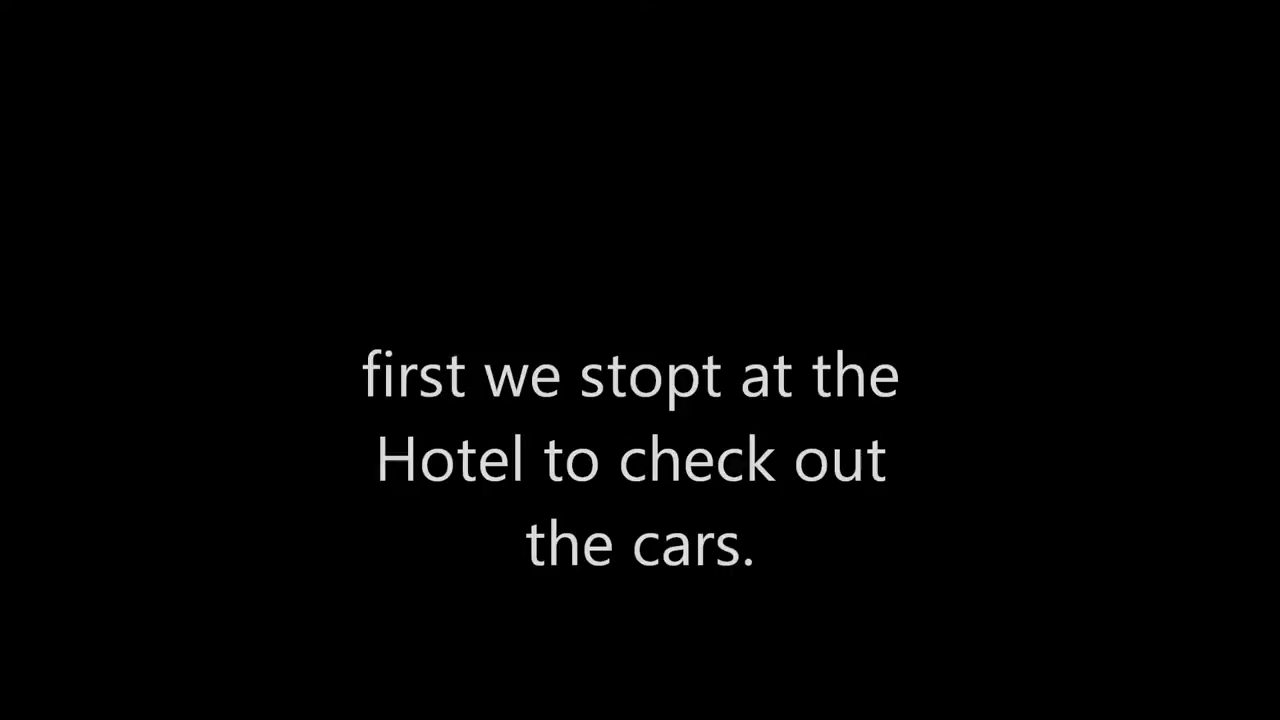 first we stopt at the
Hotel to check out
the cars.